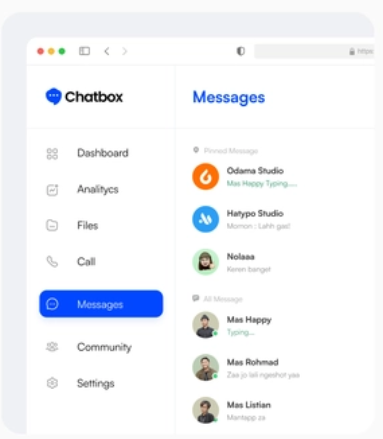 https
Chatbox
Dashboard
Analitycs
Files
Call
Messages
Community
Settings
Messages
Pinned Message
Odama Studio
Mas Happy Typing.....
Hatypo Studio
Momon : Lahh gas!
Nolaaa
Keren banget
All Message
Mas Happy
Typing...
Mas Rohmad
Zaa jo lali ngeshot yaa
Mas Listian
Mantapp za